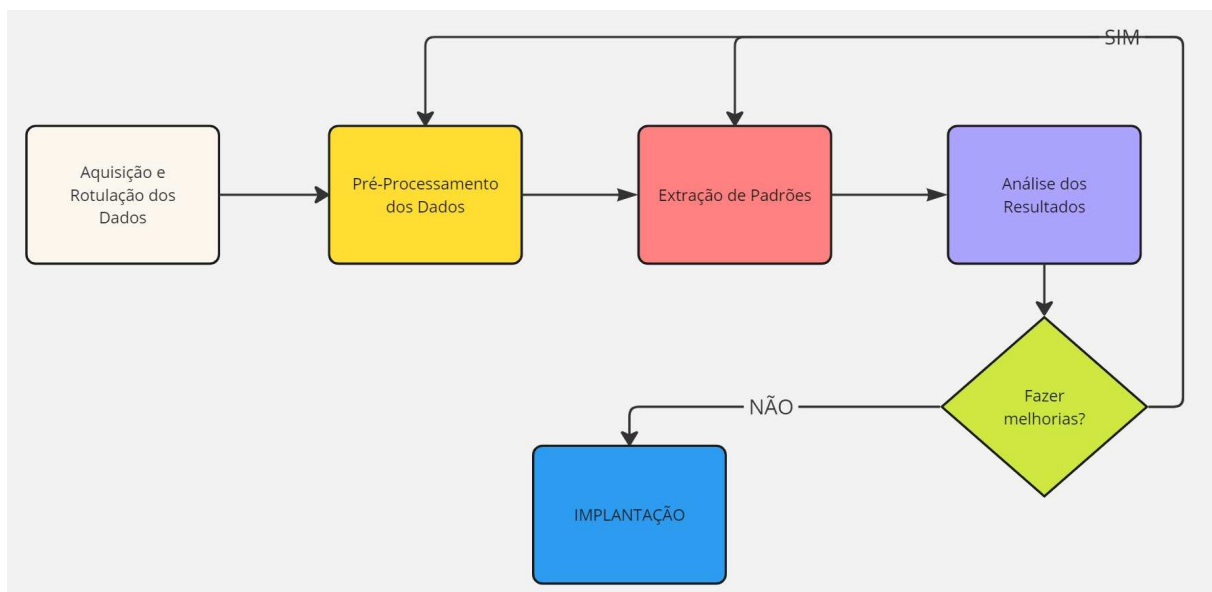 SIM
Aquisição e
Rotulação dos
Dados
Pré-Processamento
dos Dados
Extração de Padrões
Análise dos
Resultados
Fazer
melhorias?
NÃO
IMPLANTAÇÃO